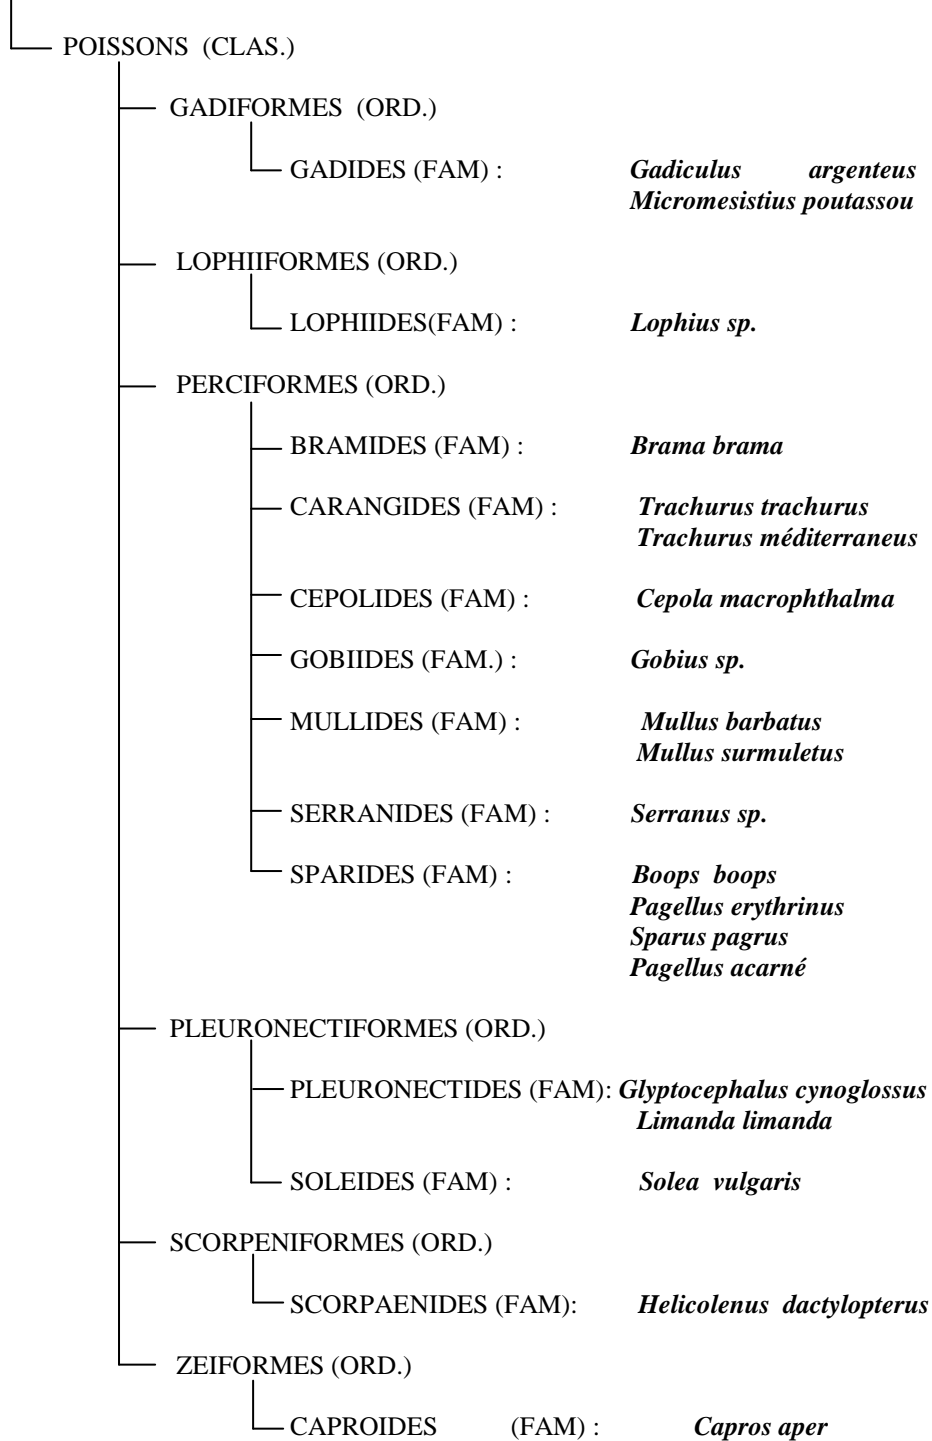 POISSONS (CLAS.)
GADIFORMES (ORD.)
GADIDES (FAM) : Gadiculus argenteus
Micromesistius poutassou
LOPHIIFORMES (ORD.)
LOPHIIDES(FAM) : Lophius sp.
PERCIFORMES (ORD.)
BRAMIDES (FAM) : Brama brama
CARANGIDES (FAM) : Trachurus trachurus
Trachurus méditerraneus
CEPOLIDES (FAM) : Cepola macrophthalma
GOBIIDES (FAM.) : Gobius sp.
MULLIDES (FAM) : Mullus barbatus
Mullus surmuletus
SERRANIDES (FAM) : Serranus sp.
SPARIDES (FAM) : Boops boops
Pagellus erythrinus
Sparus pagrus
Pagellus acarné
PLEURONECTIFORMES (ORD.)
PLEURONECTIDES (FAM): Glyptocephalus cynoglossus
Limanda limanda
SOLEIDES (FAM) : Solea vulgaris
SCORPENIFORMES (ORD.)
SCORPAENIDES (FAM): Helicolenus dactylopterus
ZEIFORMES (ORD.)
CAPROIDES (FAM) : Capros aper